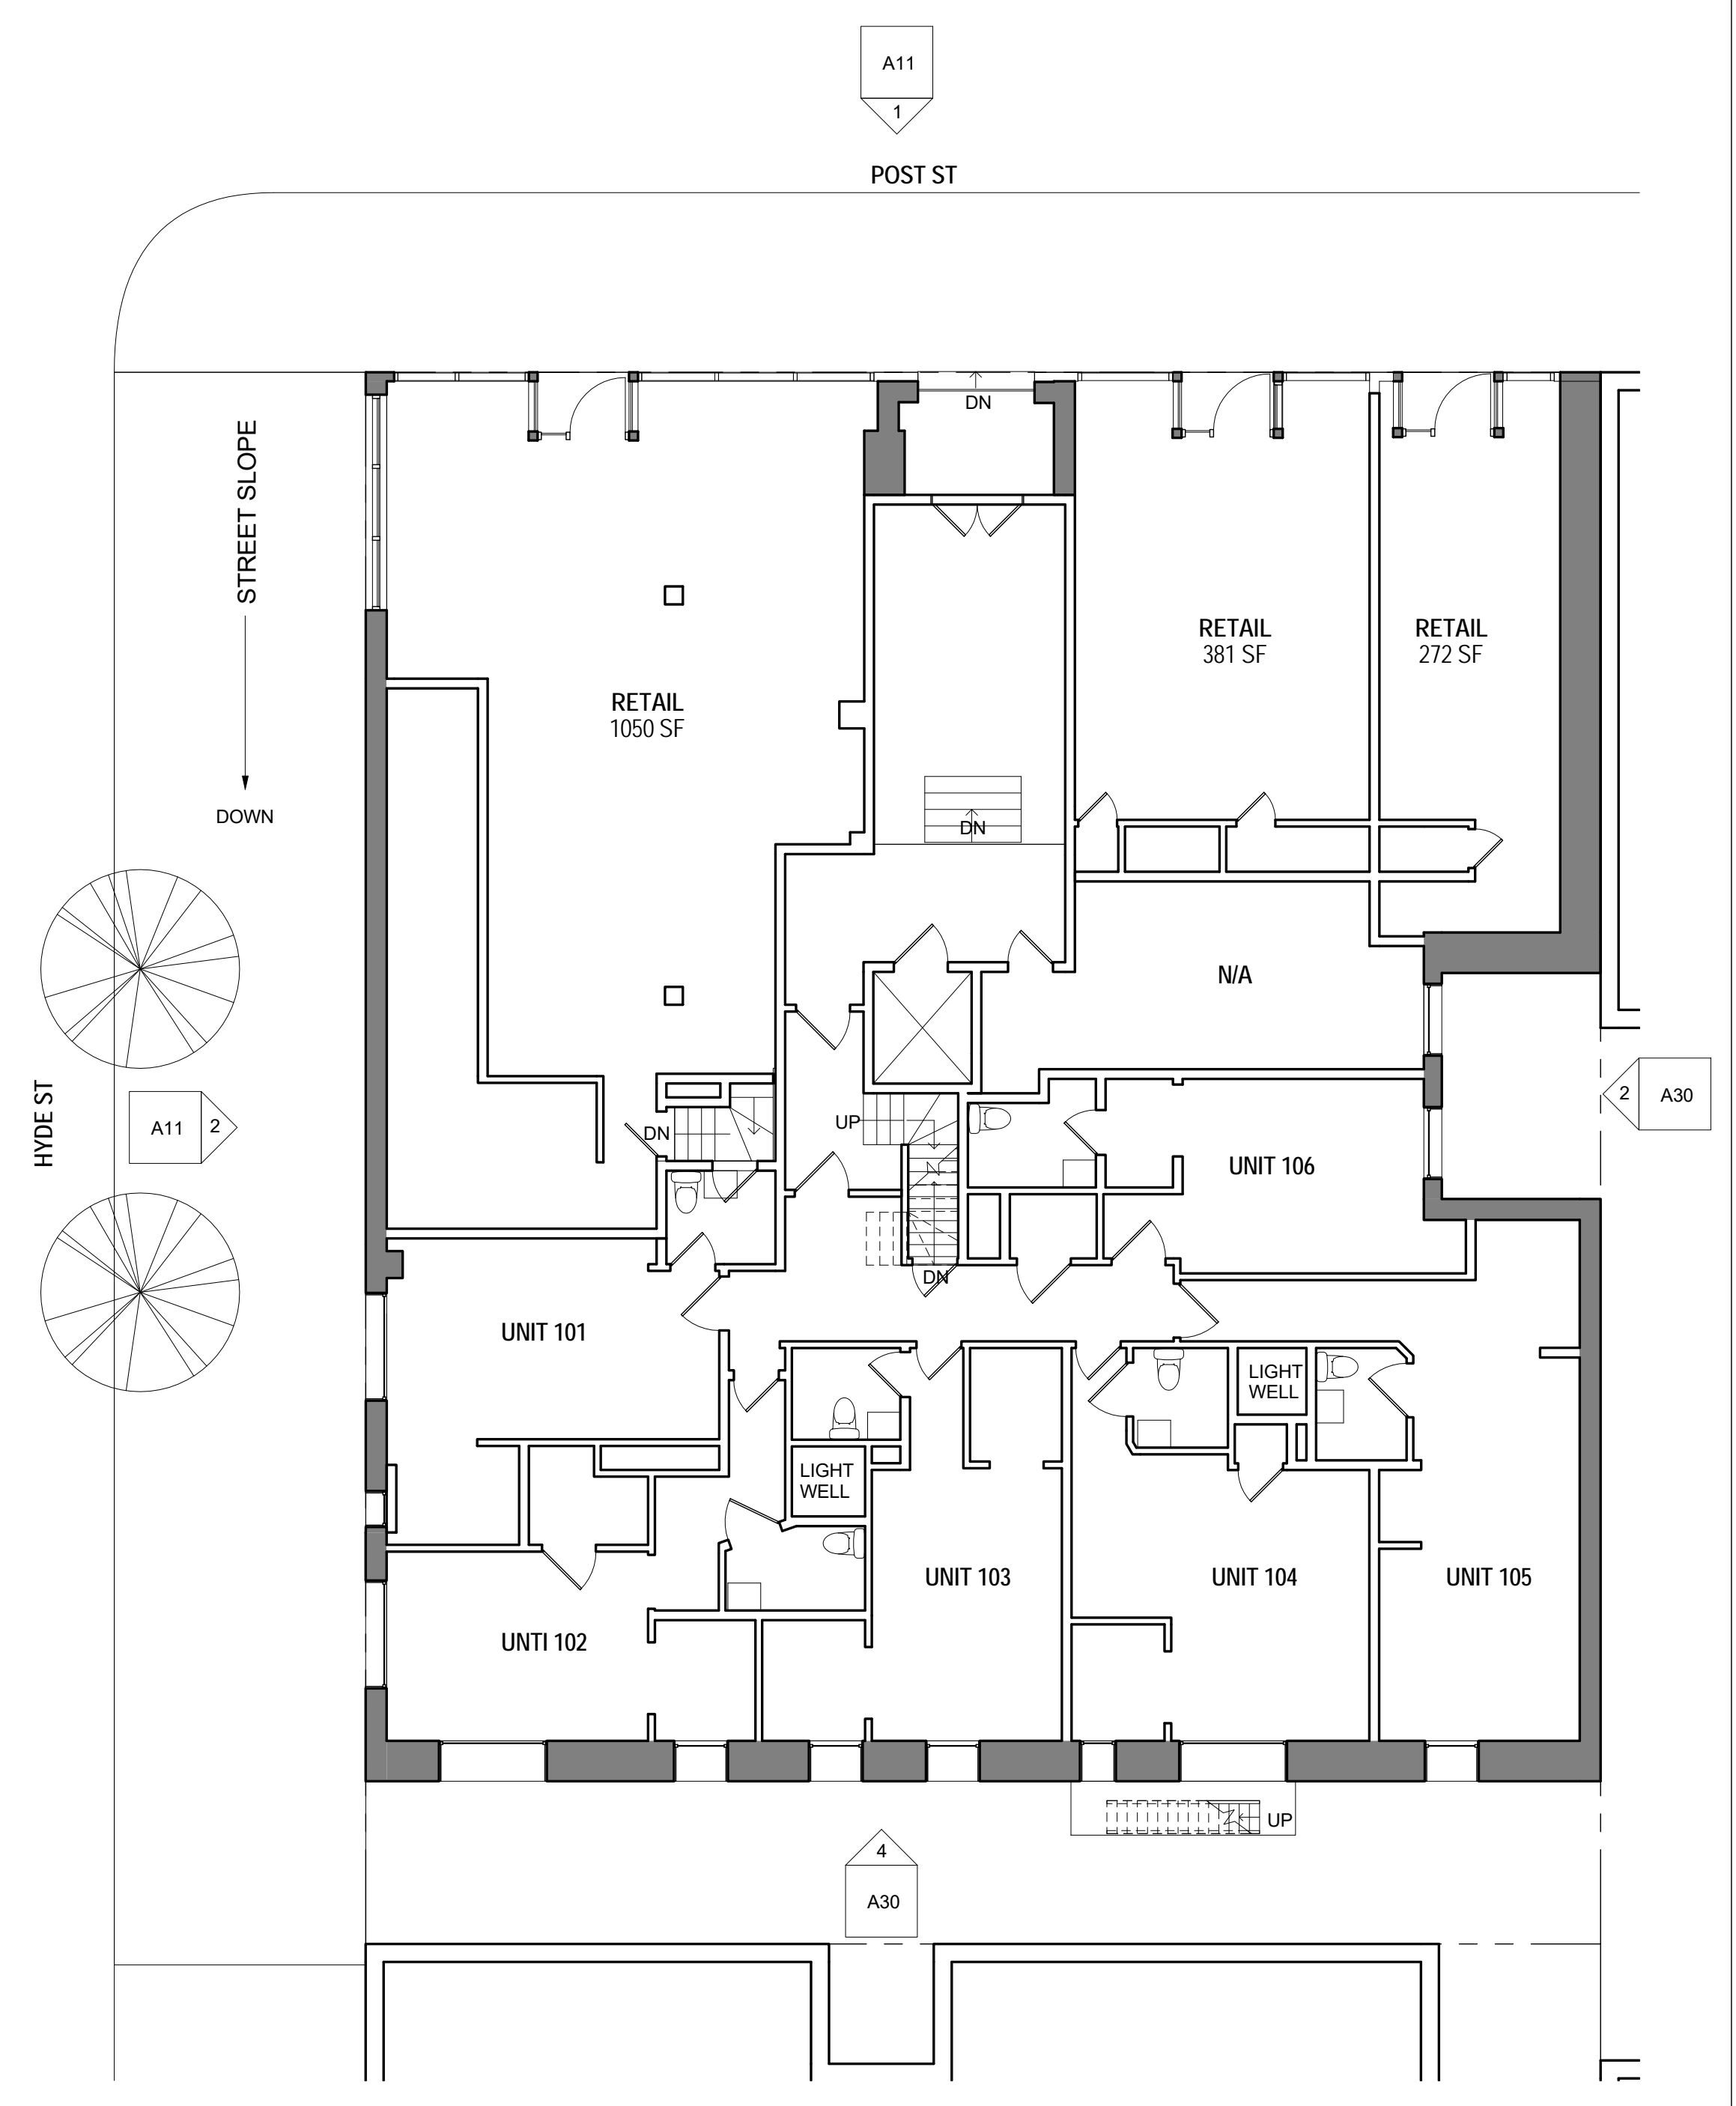 A11
1
POST ST
DN
STREET SLOPE
DOWN
RETAIL
381 SF
RETAIL
272 SF
RETAIL
1050 SF
DN
N/A
HYDE ST
A11
2
2
A30
DN
UP
UNIT 106
DN
UNIT 101
LIGHT
WELL
LIGHT
WELL
UNIT 103
UNIT 104
UNIT 105
UNTI 102
UP
4
A30